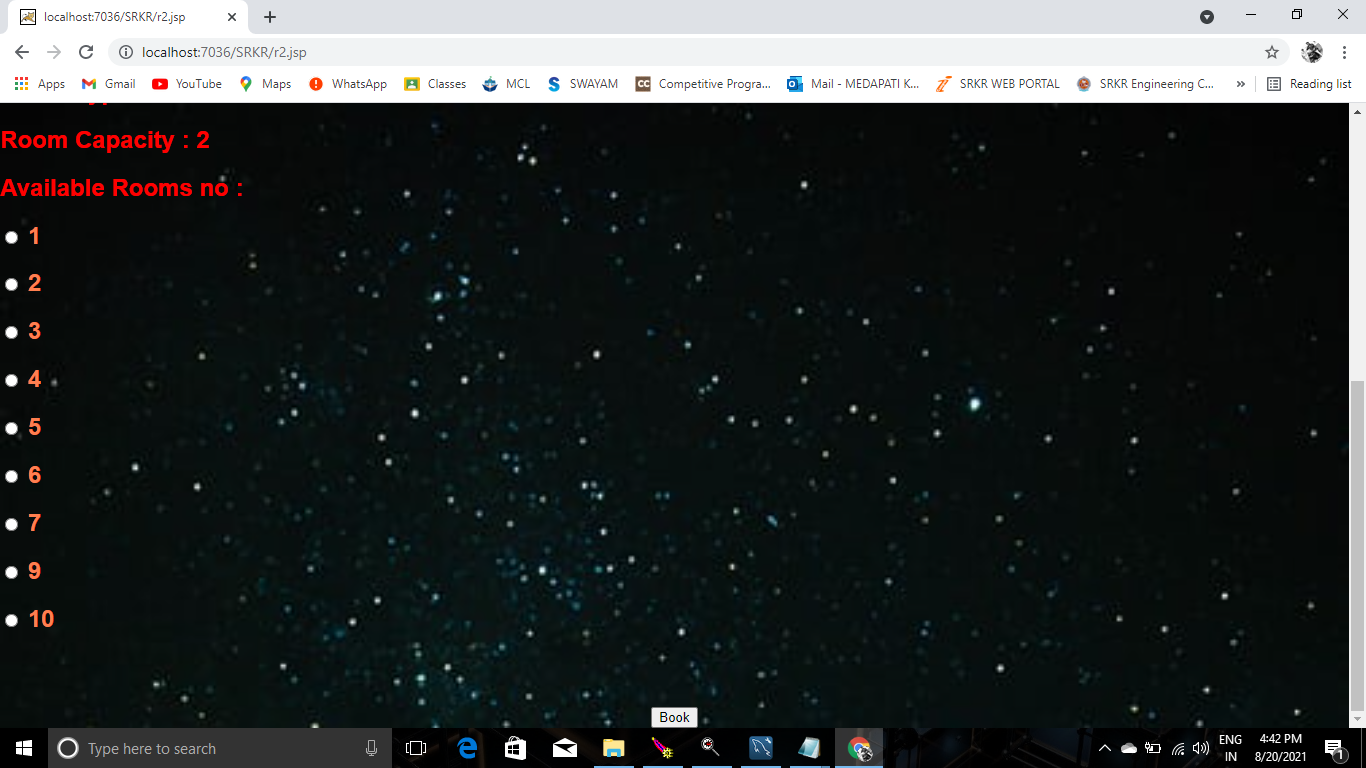 localhost:7036/SRKR/r2.jsp
localhost:7036/SRKR/r2.jsp
Apps Gmail YouTube Maps WhatsApp Classes MCL SWAYAM Competitive Progra... Mail - MEDAPATI K... SRKR WEB PORTAL SRKR Engineering C... » Reading list
Room Capacity : 2
Available Rooms no :
1
2
3
4
5
6
7
9
10
Book
Type here to search
ENG 4:42 PM
IN 8/20/2021 1